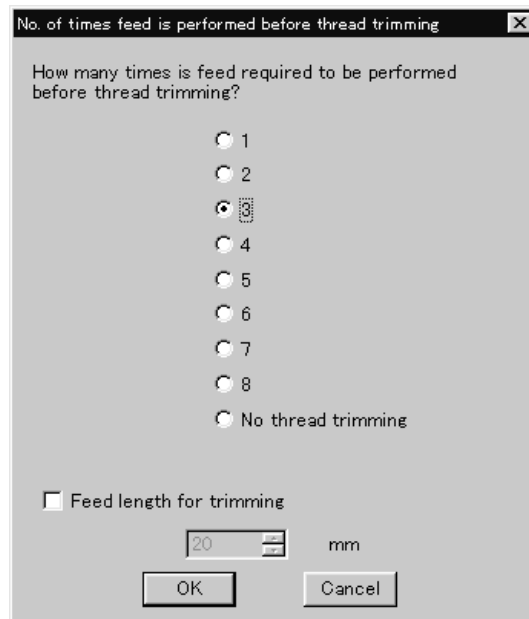 No. of times feed is performed before thread trimming
How many times is feed required to be performed
before thread trimming?
1
2
3
4
5
6
7
8
No thread trimming
Feed length for trimming
20 mm
OK Cancel